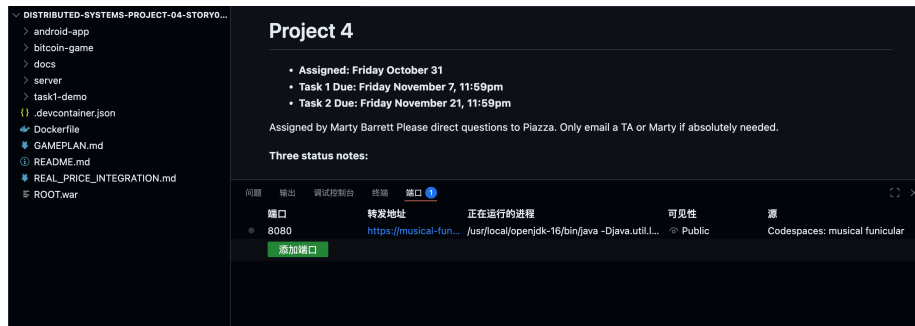 DISTRIBUTED-SYSTEMS-PROJECT-04-STORY0...
android-app
bitcoin-game
docs
server
task1-demo
.devcontainer.json
Dockerfile
GAMEPLAN.md
README.md
REAL_PRICE_INTEGRATION.md
ROOT.war
Project 4
• Assigned: Friday October 31
• Task 1 Due: Friday November 7, 11:59pm
• Task 2 Due: Friday November 21, 11:59pm
Assigned by Marty Barrett Please direct questions to Piazza. Only email a TA or Marty if absolutely needed.
Three status notes:
问题 输出 调试控制台 终端 端口 1
端口 转发地址 正在运行的进程 可见性 源
8080 https://musical-fun... /usr/local/openjdk-16/bin/java -Djava.util.l... Public Codespaces: musical funicular
添加端口